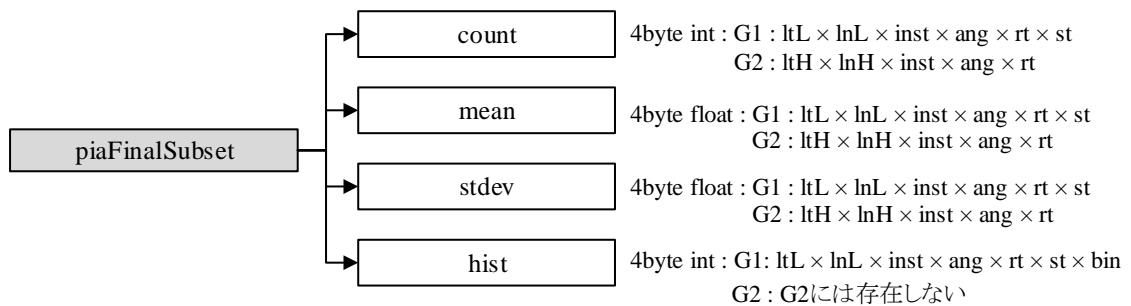 count
4byte int : G1 : ltL × lnL × inst × ang × rt × st
G2 : ltH × lnH × inst × ang × rt
mean
4byte float : G1 : ltL × lnL × inst × ang × rt × st
G2 : ltH × lnH × inst × ang × rt
piaFinalSubset
stdev
4byte float : G1 : ltL × lnL × inst × ang × rt × st
G2 : ltH × lnH × inst × ang × rt
hist
4byte int : G1: ltL × lnL × inst × ang × rt × st × bin
G2 : G2には存在しない